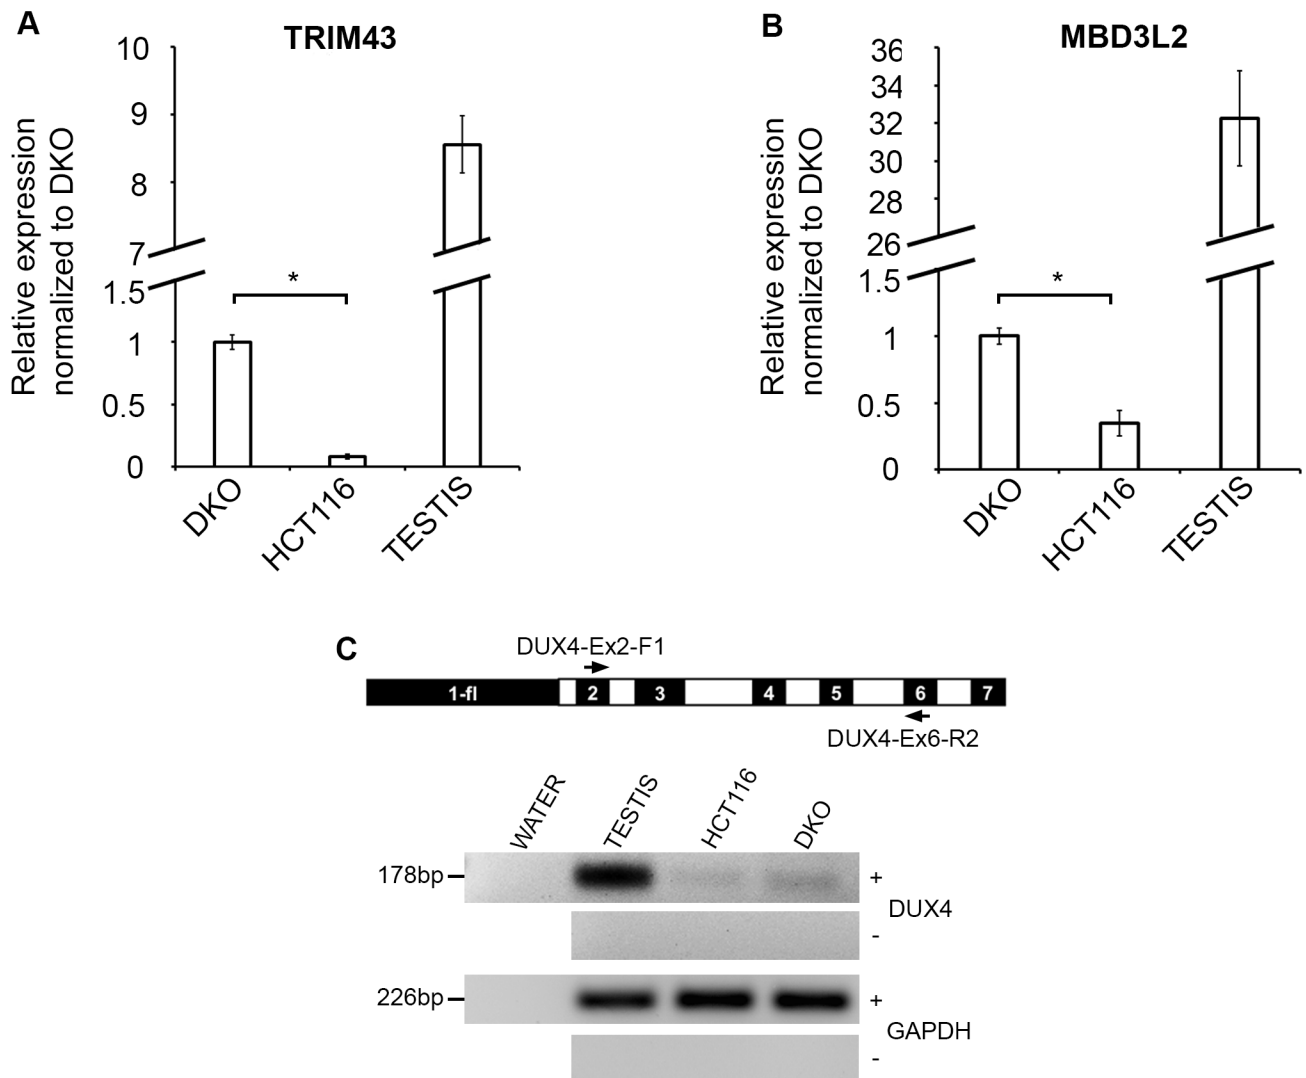 A
TRIM43
Relative expression
normalized to DKO
10
9
8
7
1.5
1
0.5
0
*
DKO
HCT116
TESTIS
B
MBD3L2
Relative expression
normalized to DKO
36
34
32
30
28
26
1.5
1
0.5
0
*
DKO
HCT116
TESTIS
C
DUX4-Ex2-F1
1-fl 2 3 4 5 6 7
DUX4-Ex6-R2
WATER
TESTIS
HCT116
DKO
178bp
+
DUX4
-
226bp
+
GAPDH
-